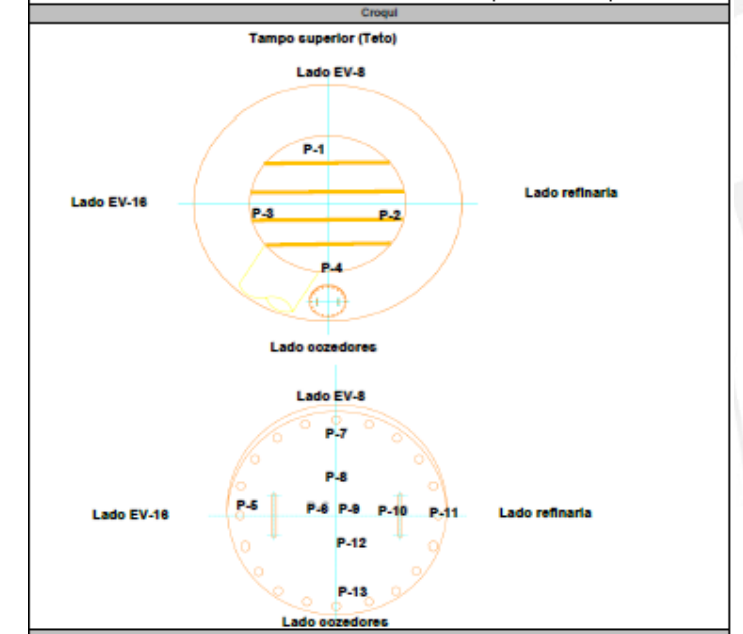 Croqui
Tampo superior (Teto)
Lado EV-8
P-1
Lado EV-16
P-3
P-2
Lado refinaria
P-4
Lado cozedores
Lado EV-8
P-7
P-8
Lado EV-16
P-5
P-6
P-9
P-10
P-11
Lado refinaria
P-12
P-13
Lado cozedores